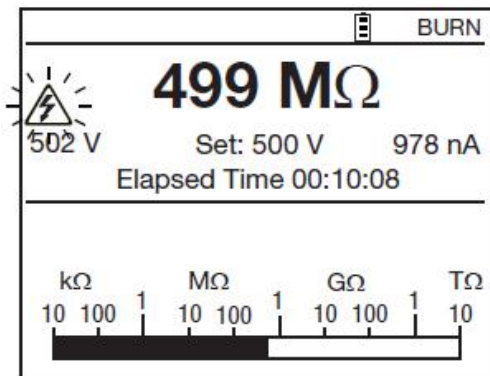 BURN
499 MΩ
502 V Set: 500 V 978 nA
Elapsed Time 00:10:08
kΩ MΩ GΩ TΩ
10 100 1 10 100 1 10 100 1 10